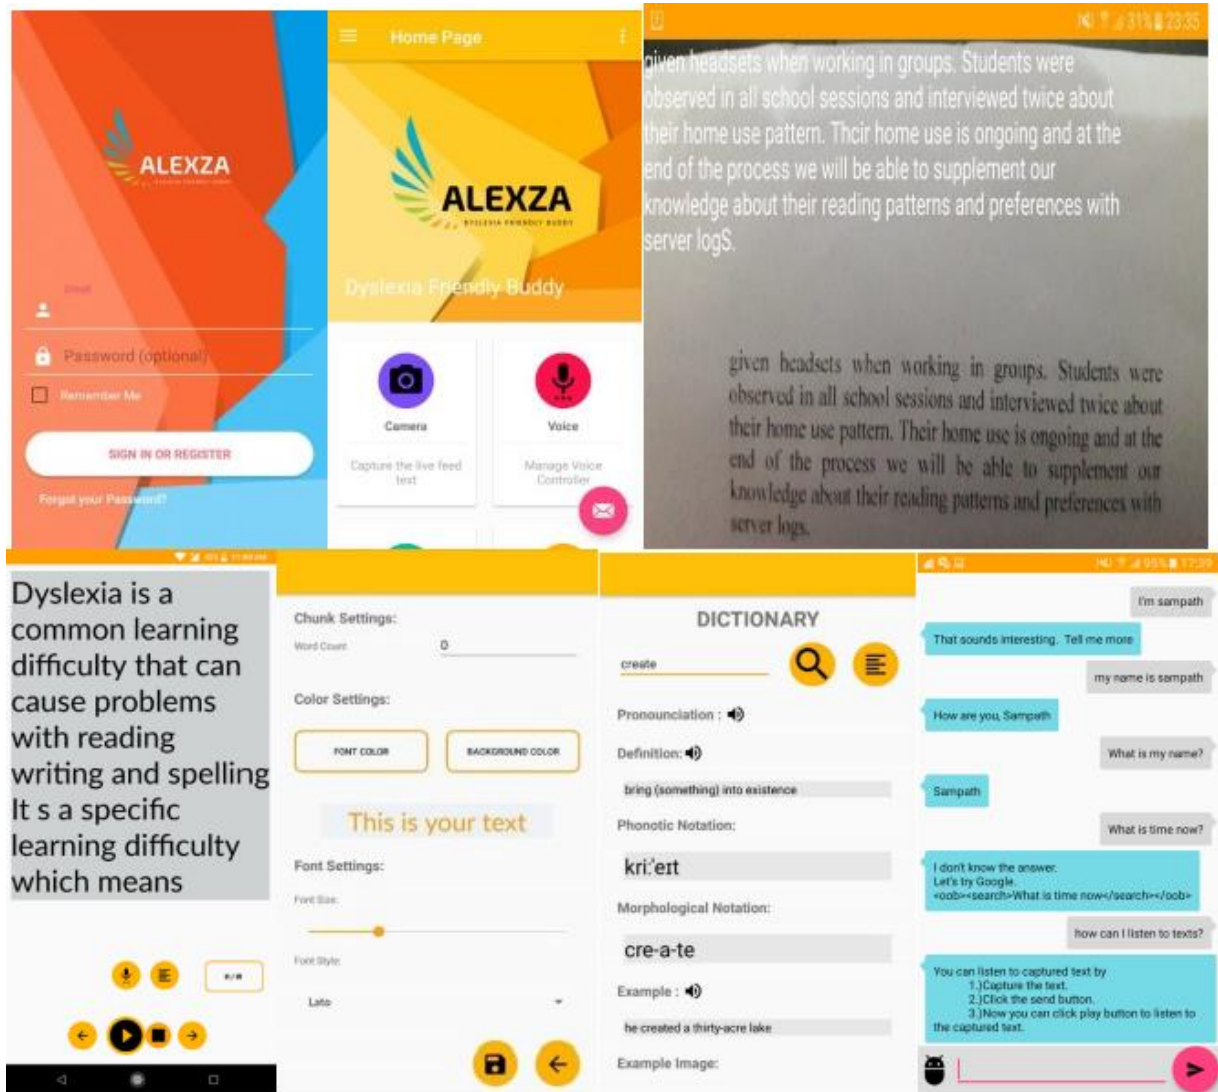 ALEXZA
DYSLEXIA FRIENDLY BUDDY
Email
Password (optional)
Remember Me
SIGN IN OR REGISTER
Forgot your Password?
Home Page
ALEXZA
DYSLEXIA FRIENDLY BUDDY
Dyslexia Friendly Buddy
Camera
Capture the live feed
text
Voice
Manage Voice
Controller
31% 23:35
given headsets when working in groups. Students were
observed in all school sessions and interviewed twice about
their home use pattern. Thcir home use is ongoing and at the
end of the process we will be able to supplement our
knowledge about their reading patterns and preferences with
server logS.
given headsets when working in groups. Students were
observed in all school sessions and interviewed twice about
their home use pattern. Their home use is ongoing and at the
end of the process we will be able to supplement our
knowledge about their reading patterns and preferences with
server logs.
Dyslexia is a
common learning
difficulty that can
cause problems
with reading
writing and spelling
It s a specific
learning difficulty
which means
Chunk Settings:
Word Count
0
Color Settings:
FONT COLOR
BACKGROUND COLOR
This is your text
Font Settings:
Font Size:
Font Style:
Lato
DICTIONARY
create
Pronounciation :
Definition:
bring (something) into existence
Phonotic Notation:
kri:'eɪt
Morphological Notation:
cre-a-te
Example :
he created a thirty-acre lake
Example Image:
95% 17:39
I'm sampath
That sounds interesting. Tell me more
my name is sampath
How are you, Sampath
What is my name?
Sampath
What is time now?
I don't know the answer.
Let's try Google.
<oob><search>What is time now</search></oob>
how can I listen to texts?
You can listen to captured text by
1.)Capture the text.
2.)Click the send button.
3.)Now you can click play button to listen to
the captured text.